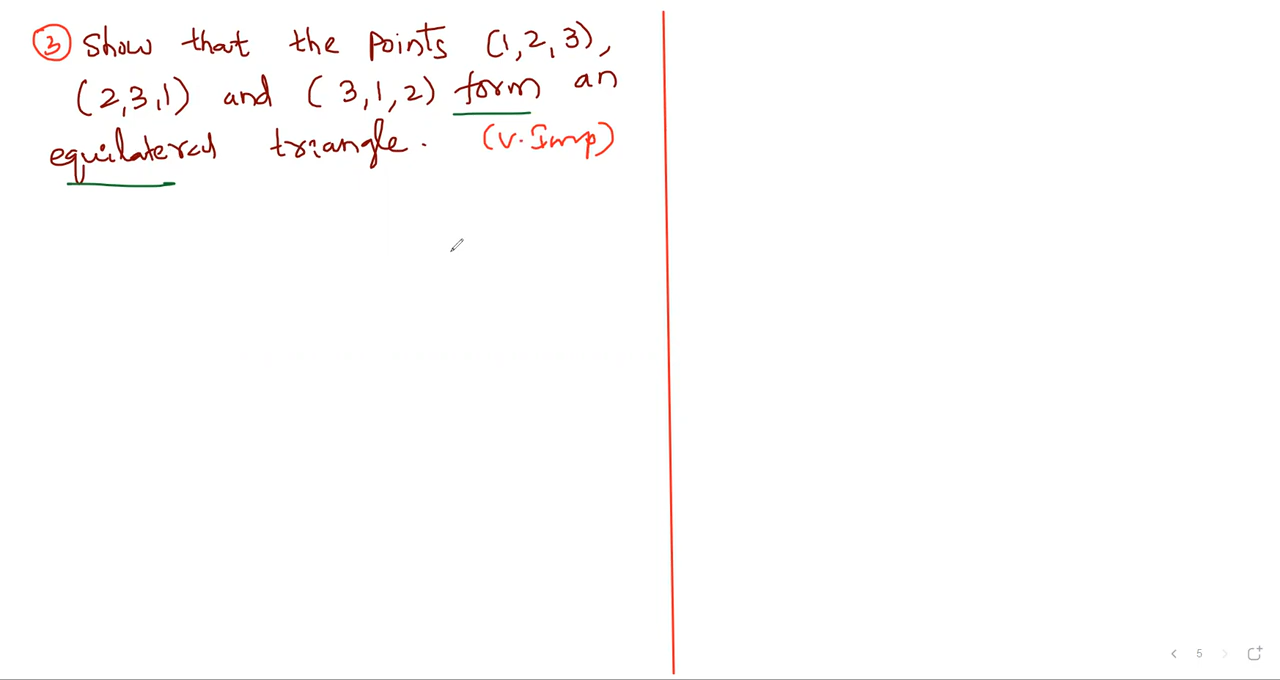 3 Show that the points (1,2,3),
(2,3,1) and (3,1,2) form an
equilateral triangle. (V. Imp)
5